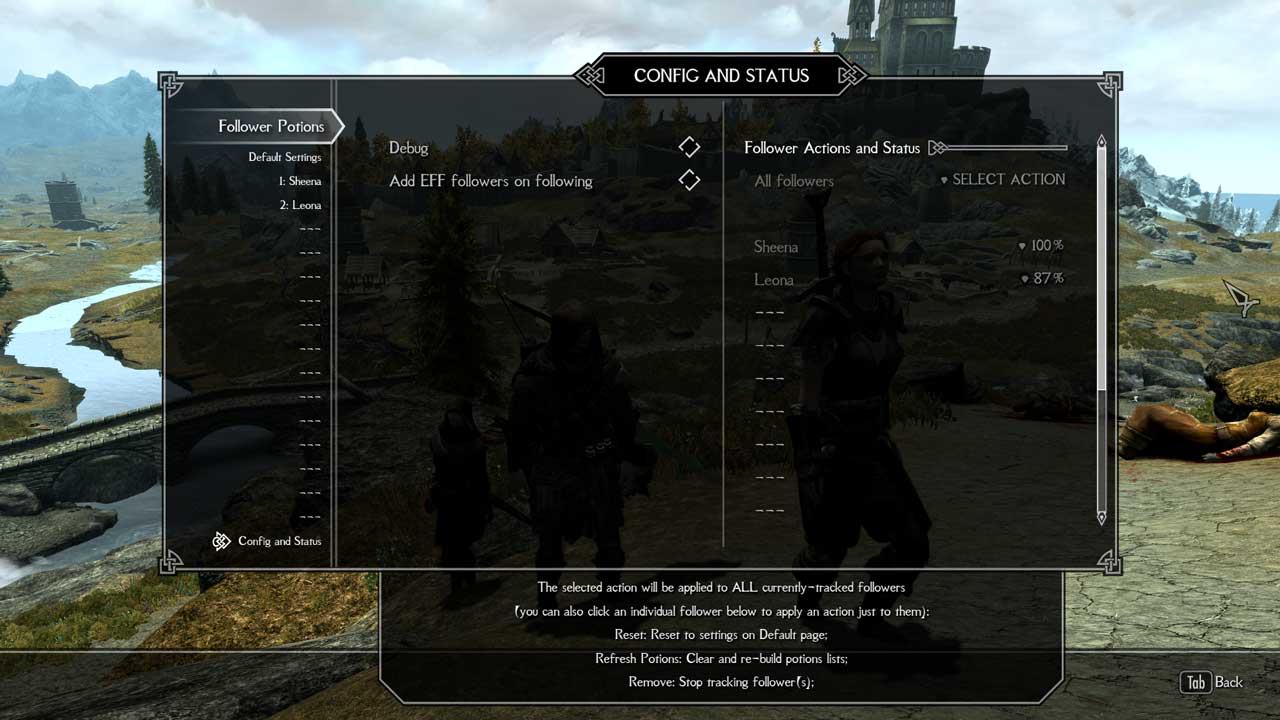 CONFIG AND STATUS
Follower Potions
Default Settings
1: Sheena
2: Leona
---
---
---
---
---
---
---
---
---
---
---
---
---
Config and Status
Debug
Add EFF followers on following
Follower Actions and Status
All followers SELECT ACTION
Sheena 100%
Leona 87%
---
---
---
---
---
---
---
The selected action will be applied to ALL currently-tracked followers
(you can also click an individual follower below to apply an action just to them):
Reset: Reset to settings on Default page;
Refresh Potions: Clear and re-build potions lists;
Remove: Stop tracking follower(s);
Tab Back